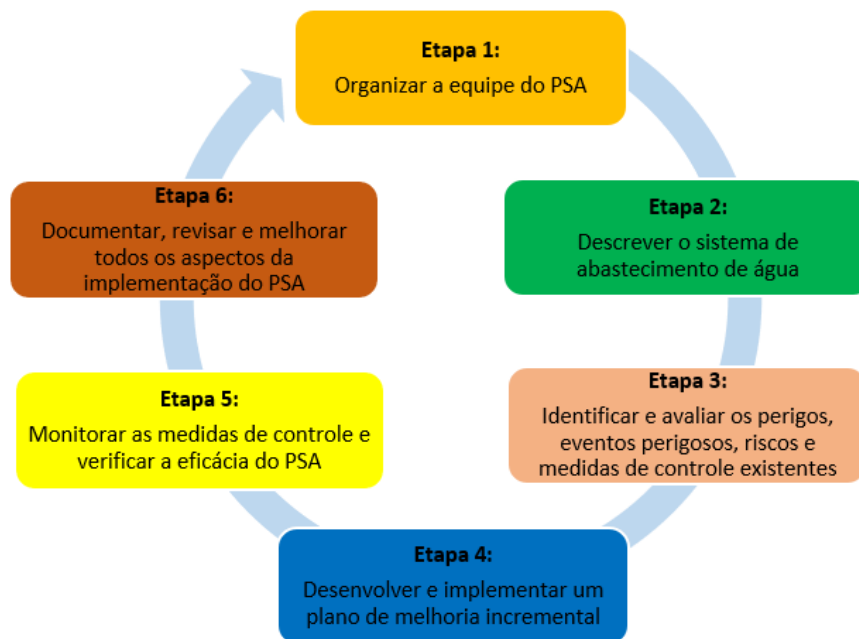 Etapa 1:
Organizar a equipe do PSA
Etapa 2:
Descrever o sistema de
abastecimento de água
Etapa 3:
Identificar e avaliar os perigos,
eventos perigosos, riscos e
medidas de controle existentes
Etapa 4:
Desenvolver e implementar um
plano de melhoria incremental
Etapa 5:
Monitorar as medidas de controle e
verificar a eficácia do PSA
Etapa 6:
Documentar, revisar e melhorar
todos os aspectos da
implementação do PSA